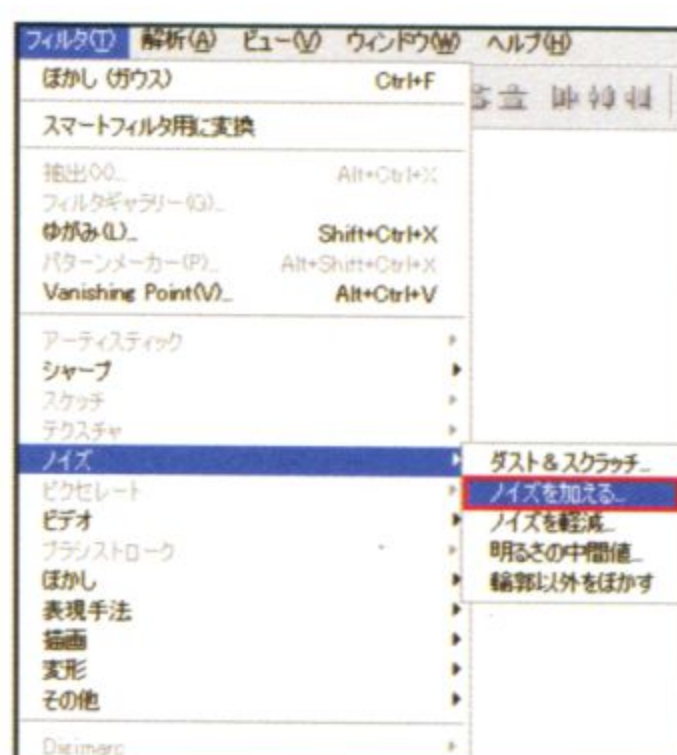 フィルタ(T) 解析(A) ビュー(V) ウィンドウ(W) ヘルプ(H)
ぼかし (ガウス) Ctrl+F
スマートフィルタ用に変換
抽出(X)... Alt+Ctrl+X
フィルタギャラリー(G)...
ゆがみ(L)... Shift+Ctrl+X
パターンメーカー(P)... Alt+Shift+Ctrl+X
Vanishing Point(V)... Alt+Ctrl+V
アーティスティック
シャープ
スケッチ
テクスチャ
ノイズ
ピクセレート
ビデオ
ブラシストローク
ぼかし
表現手法
描画
変形
その他
Digimarc
ダスト & スクラッチ...
ノイズを加える...
ノイズを軽減...
明るさの中間値...
輪郭以外をぼかす